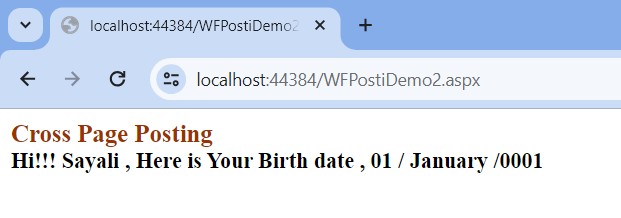 localhost:44384/WFPostiDemo2
localhost:44384/WFPostiDemo2.aspx
Cross Page Posting
Hi!!! Sayali , Here is Your Birth date , 01 / January /0001